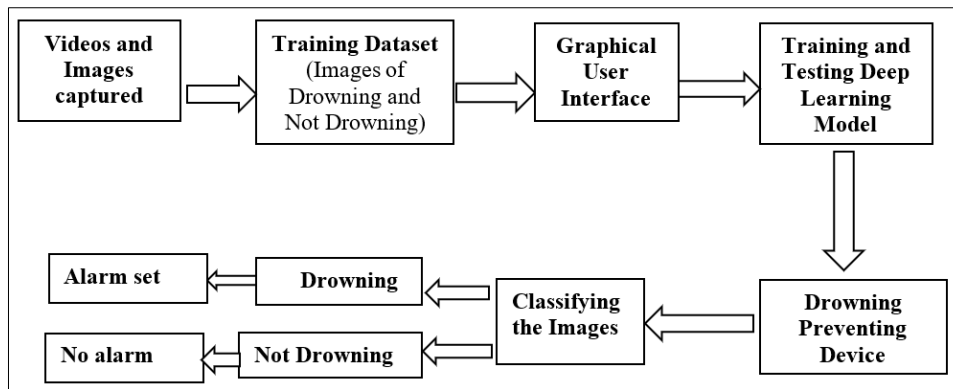 Videos and
Images
captured
Training Dataset
(Images of
Drowning and
Not Drowning)
Graphical
User
Interface
Training and
Testing Deep
Learning
Model
Drowning
Preventing
Device
Classifying
the Images
Drowning
Alarm set
Not Drowning
No alarm